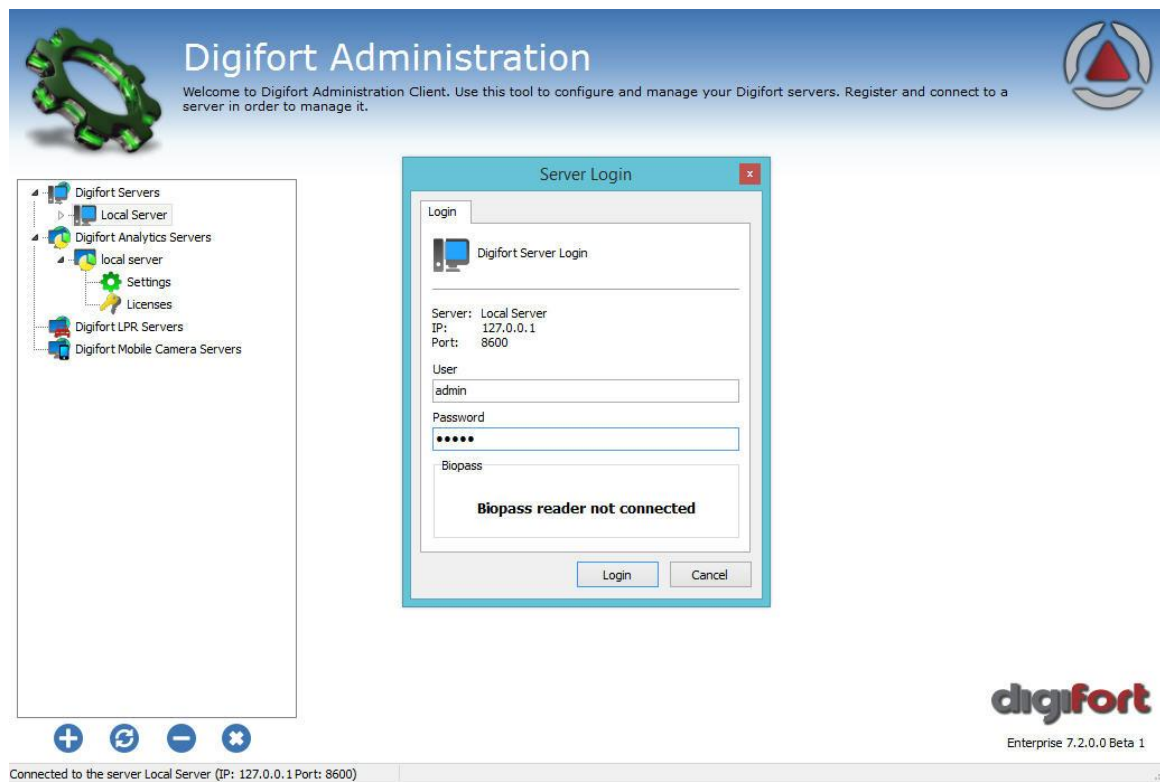 Digifort Administration
Welcome to Digifort Administration Client. Use this tool to configure and manage your Digifort servers. Register and connect to a
server in order to manage it.
Digifort Servers
Local Server
Digifort Analytics Servers
local server
Settings
Licenses
Digifort LPR Servers
Digifort Mobile Camera Servers
Server Login
x
Login
Digifort Server Login
Server: Local Server
IP: 127.0.0.1
Port: 8600
User
admin
Password
•••••
Biopass
Biopass reader not connected
Login
Cancel
digifort
Enterprise 7.2.0.0 Beta 1
Connected to the server Local Server (IP: 127.0.0.1 Port: 8600)